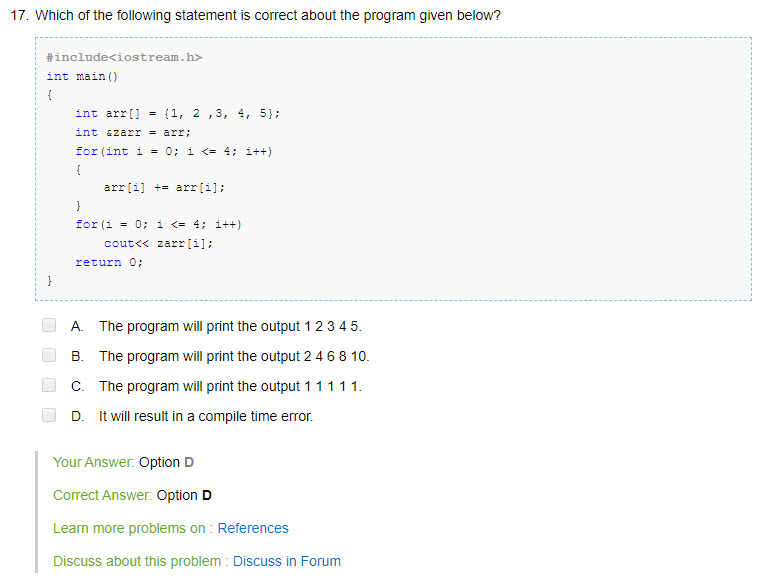 17. Which of the following statement is correct about the program given below?
#include<iostream.h>
int main()
{
int arr[] = {1, 2 ,3, 4, 5};
int &zarr = arr;
for(int i = 0; i <= 4; i++)
{
arr[i] += arr[i];
}
for(i = 0; i <= 4; i++)
cout<< zarr[i];
return 0;
}
A. The program will print the output 1 2 3 4 5.
B. The program will print the output 2 4 6 8 10.
C. The program will print the output 1 1 1 1 1.
D. It will result in a compile time error.
Your Answer: Option D
Correct Answer: Option D
Learn more problems on : References
Discuss about this problem : Discuss in Forum